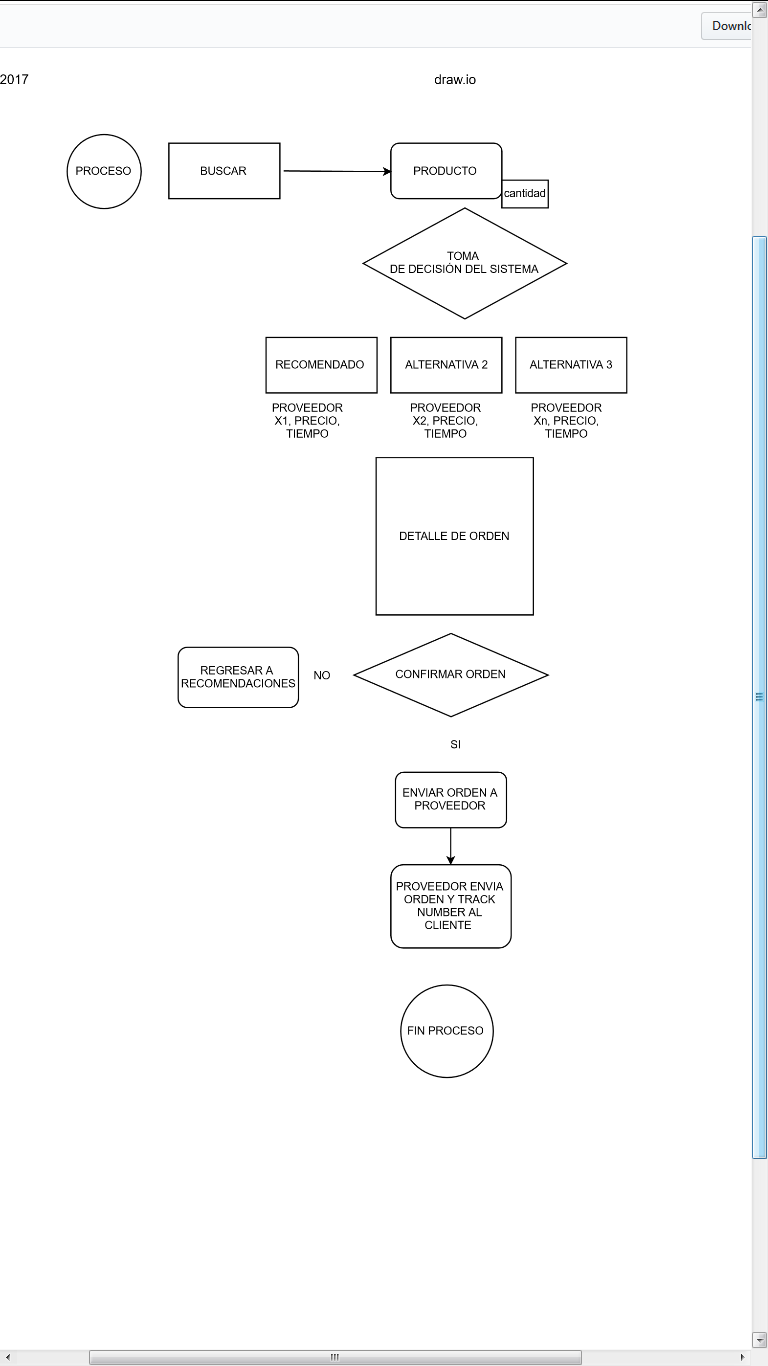 Downlo
2017
draw.io
PROCESO
BUSCAR
PRODUCTO
cantidad
TOMA
DE DECISIÓN DEL SISTEMA
RECOMENDADO
ALTERNATIVA 2
ALTERNATIVA 3
PROVEEDOR
X1, PRECIO,
TIEMPO
PROVEEDOR
X2, PRECIO,
TIEMPO
PROVEEDOR
Xn, PRECIO,
TIEMPO
DETALLE DE ORDEN
REGRESAR A
RECOMENDACIONES
NO
CONFIRMAR ORDEN
SI
ENVIAR ORDEN A
PROVEEDOR
PROVEEDOR ENVIA
ORDEN Y TRACK
NUMBER AL
CLIENTE
FIN PROCESO